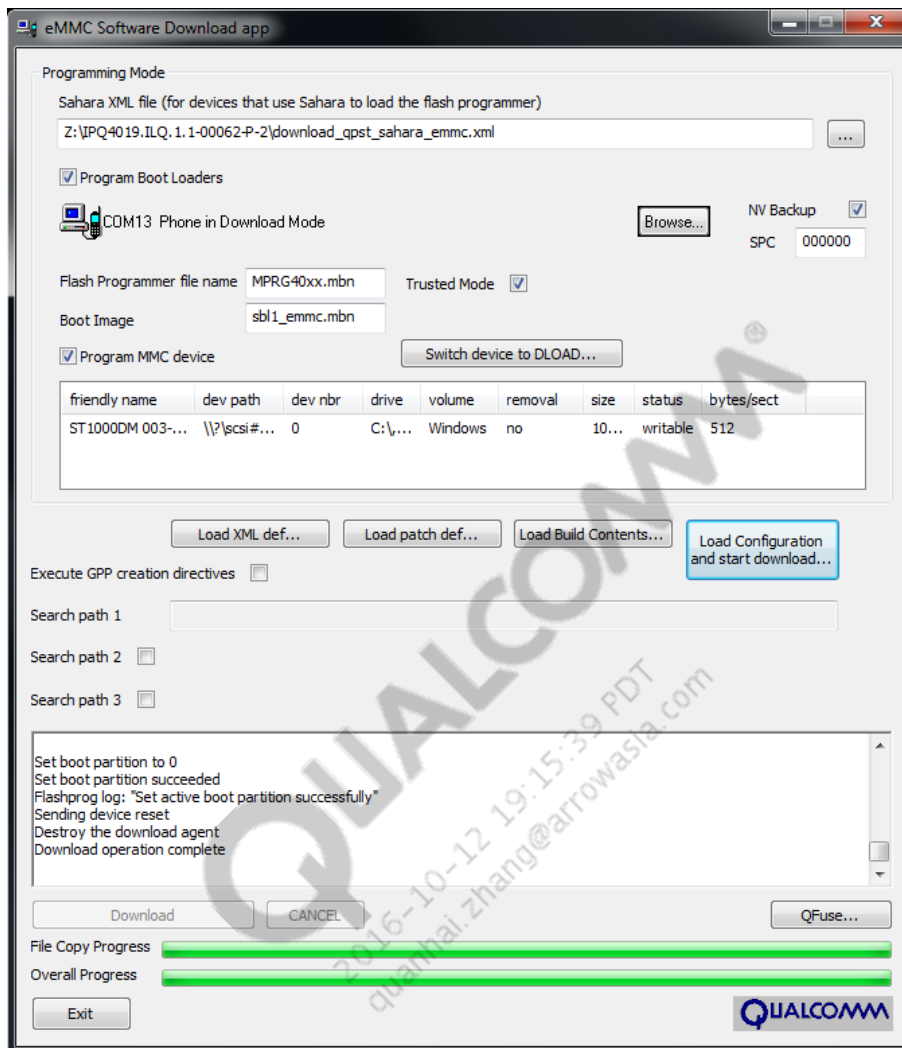 eMMC Software Download app
Programming Mode
Sahara XML file (for devices that use Sahara to load the flash programmer)
Z:\IPQ4019.ILQ.1.1-00062-P-2\download_qpst_sahara_emmc.xml
...
Program Boot Loaders
COM13 Phone in Download Mode
Browse...
NV Backup
SPC 000000
Flash Programmer file name MPRG40xx.mbn Trusted Mode
Boot Image sbl1_emmc.mbn
Program MMC device Switch device to DLOAD...
friendly name dev path dev nbr drive volume removal size status bytes/sect
ST1000DM 003-... \\?\scsi#... 0 C:\,... Windows no 10... writable 512
Load XML def... Load patch def... Load Build Contents... Load Configuration
and start download...
Execute GPP creation directives
Search path 1
Search path 2
Search path 3
Set boot partition to 0
Set boot partition succeeded
Flashprog log: "Set active boot partition successfully"
Sending device reset
Destroy the download agent
Download operation complete
Download CANCEL QFuse...
File Copy Progress
Overall Progress
Exit
QUALCOMM
QUALCOMM®
2016-10-12 19:15:39 PDT
quanhai.zhang@arrowasia.com